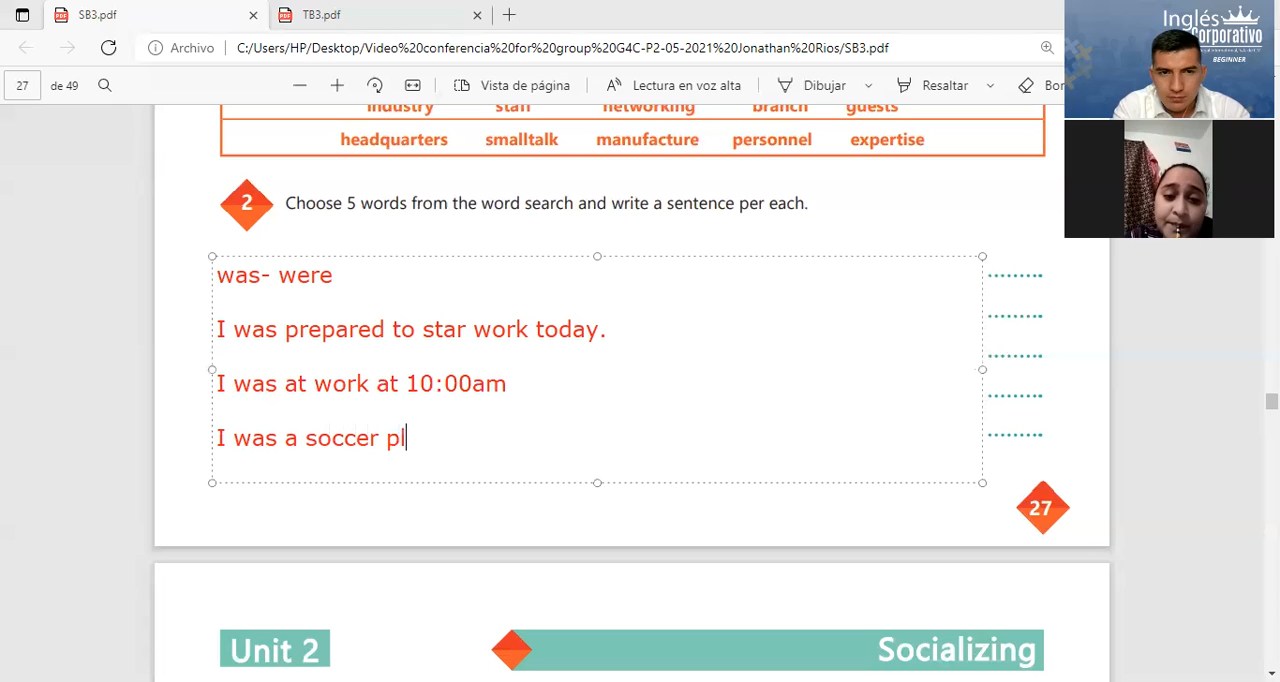 SB3.pdf
TB3.pdf
Archivo C:/Users/HP/Desktop/Video%20conferencia%20for%20group%20G4C-P2-05-2021%20Jonathan%20Rios/SB3.pdf
27 de 49 Vista de página Lectura en voz alta Dibujar Resaltar Bor
Inglés
Corporativo
BEGINNER
industry staff networking branch guests
headquarters smalltalk manufacture personnel expertise
2 Choose 5 words from the word search and write a sentence per each.
was- were
I was prepared to star work today.
I was at work at 10:00am
I was a soccer pl
27
Unit 2 Socializing